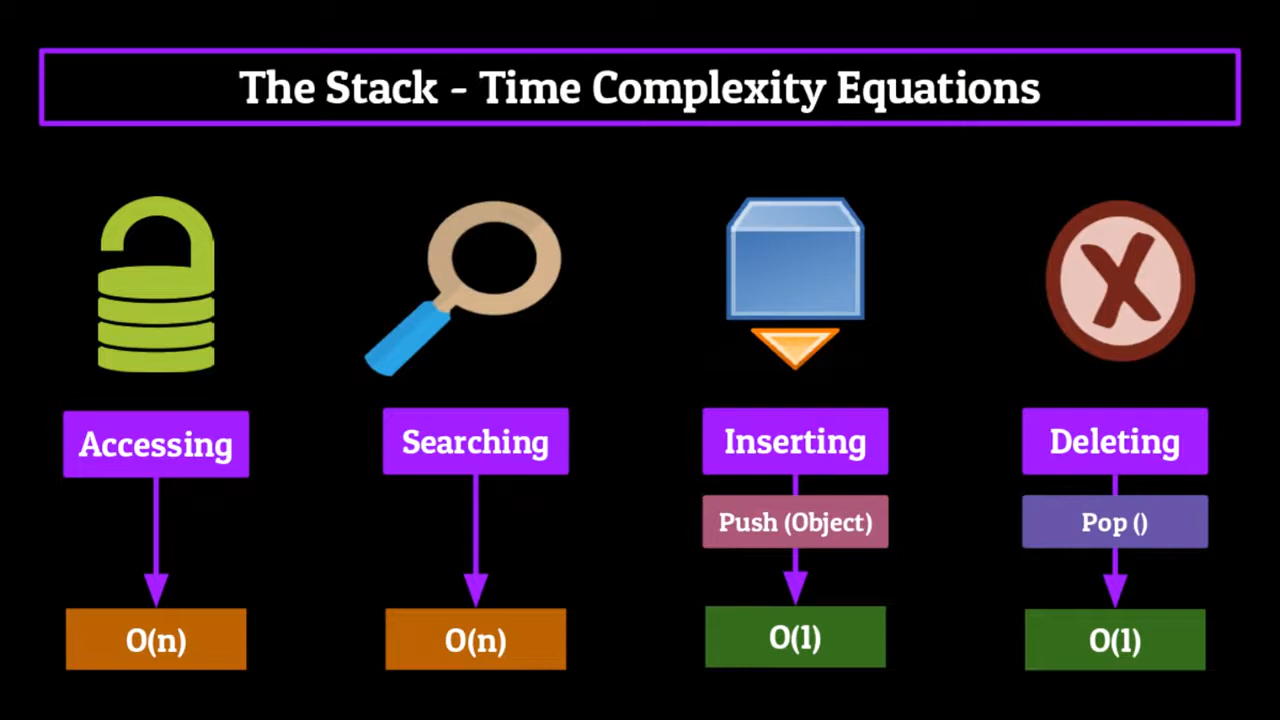 The Stack - Time Complexity Equations
Accessing
Searching
Inserting
Deleting
Push (Object)
Pop ()
O(n)
O(n)
O(1)
O(1)